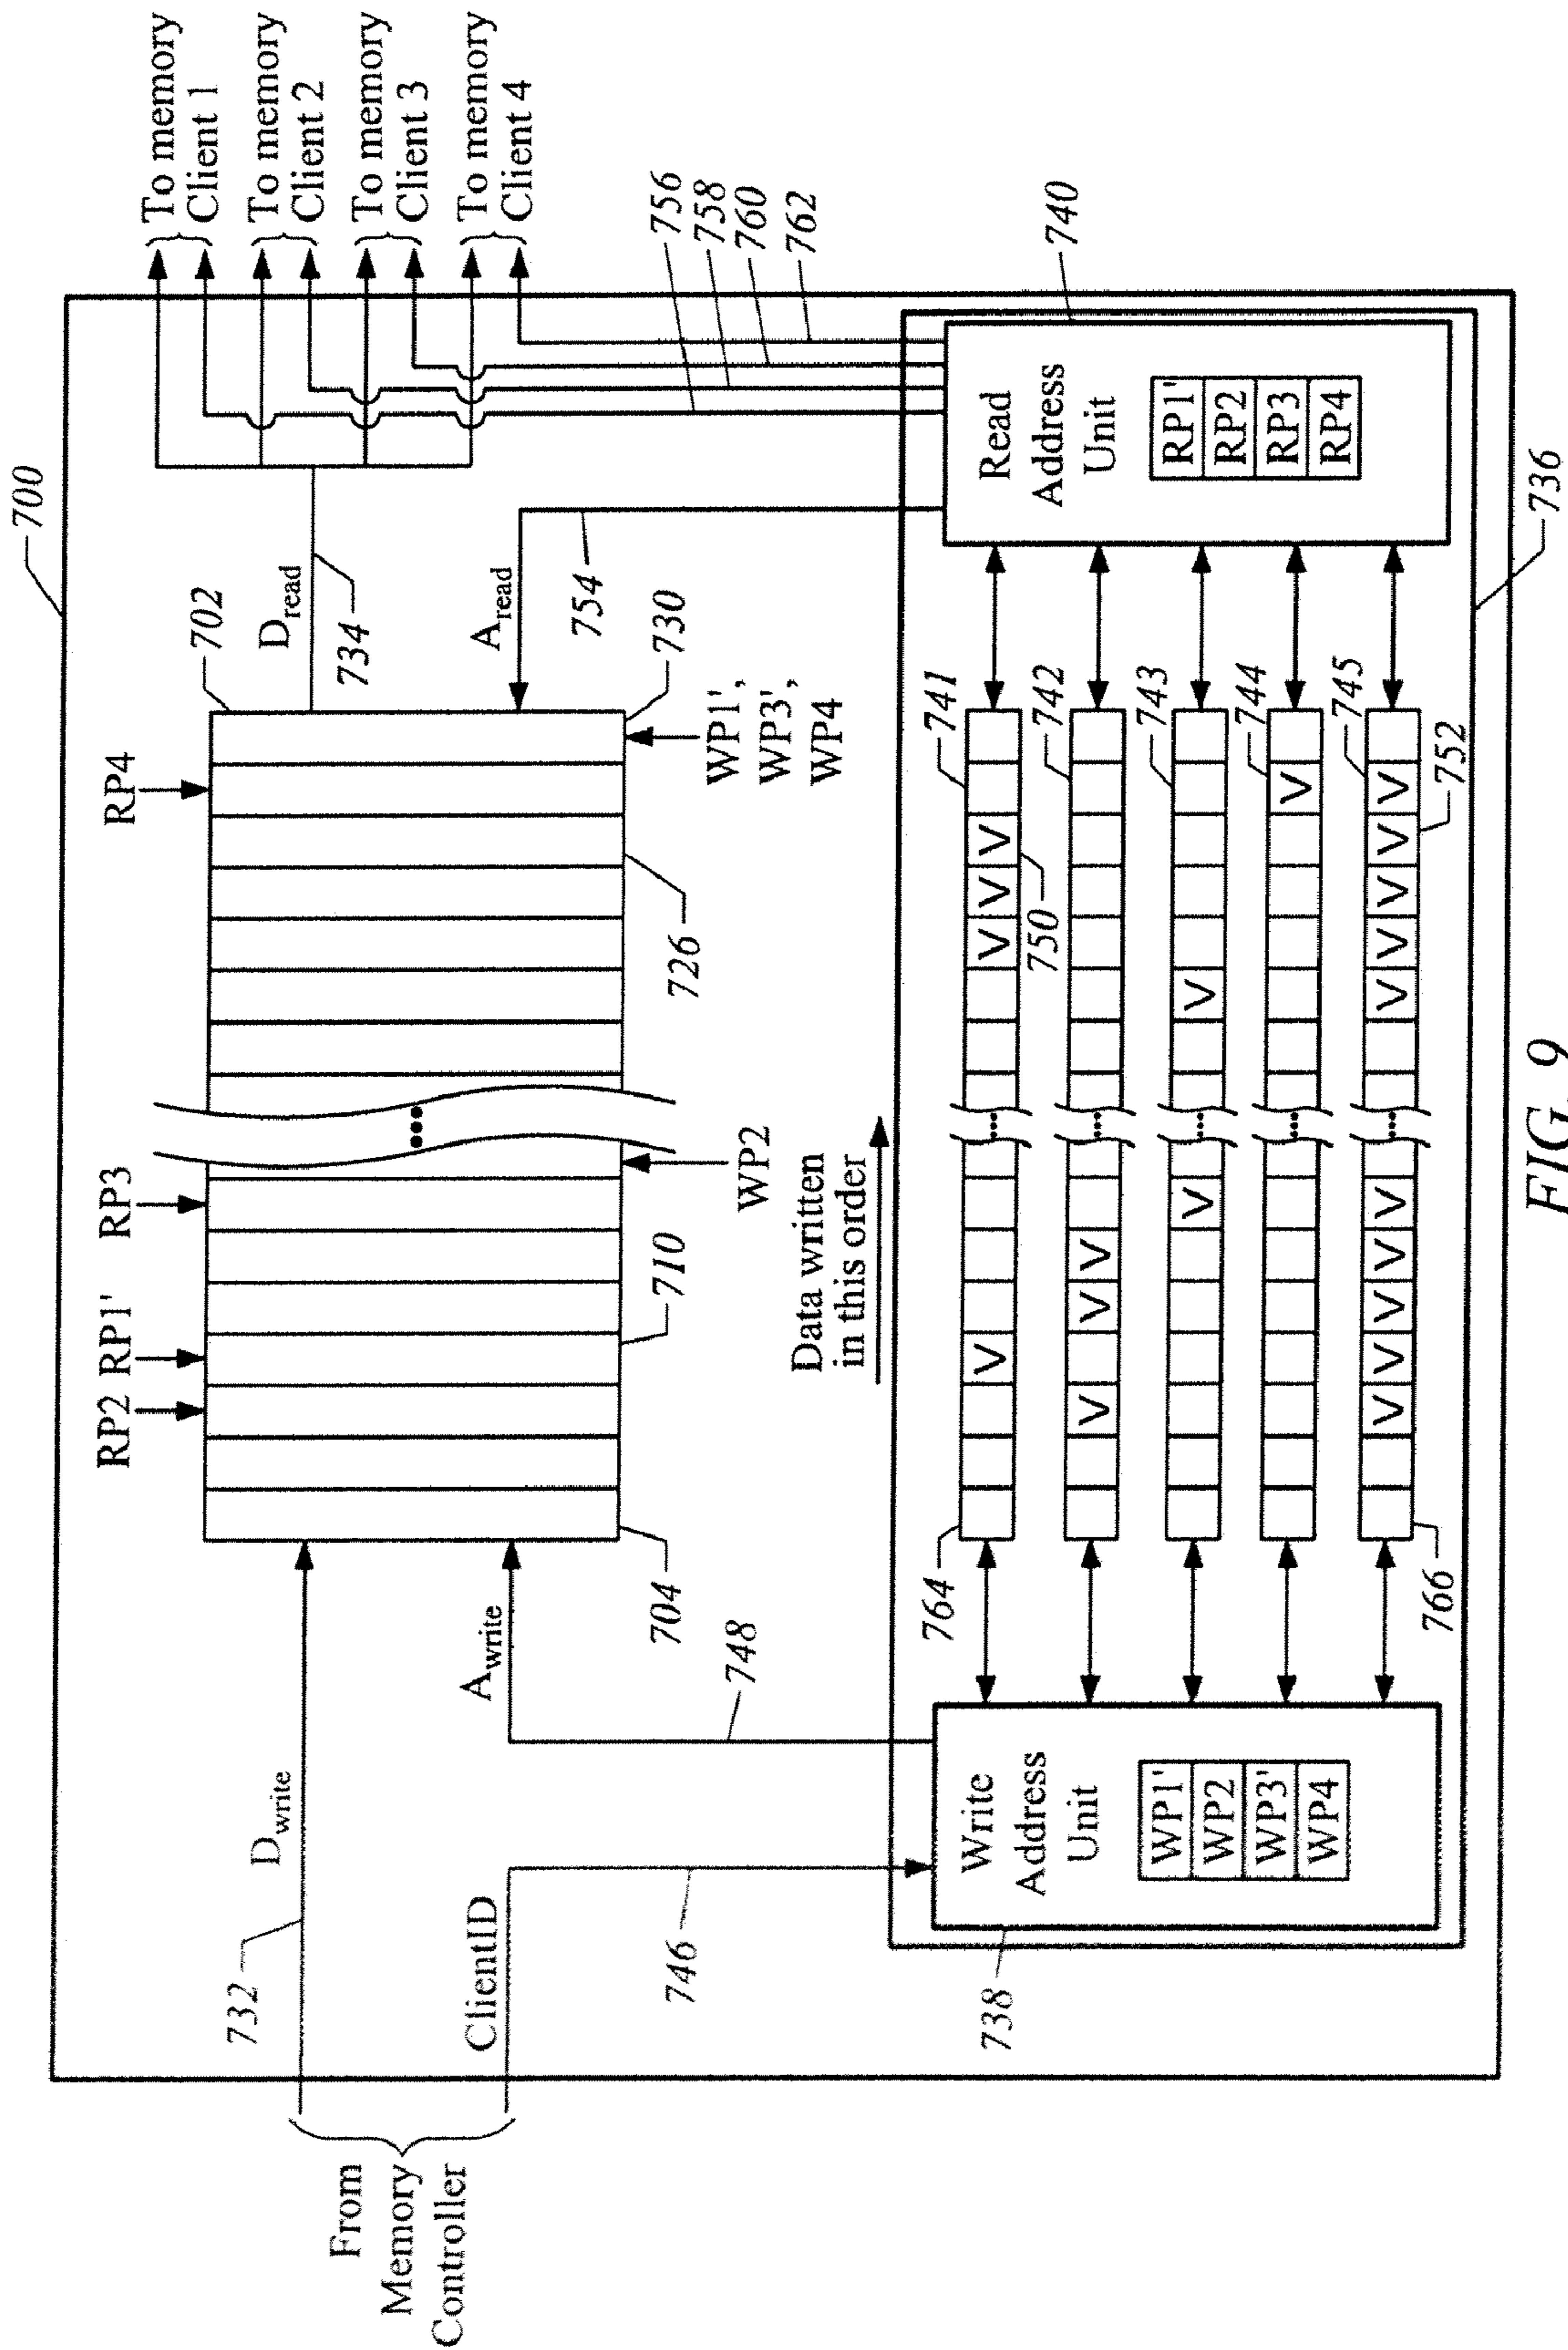 700
To memory
Client 1
To memory
Client 2
To memory
Client 3
To memory
Client 4
RP2
RP1'
RP3
RP4
702
732
D write
D read
734
From
Memory
Controller
ClientID
A write
A read
754
704
710
726
730
WP2
WP1',
WP3',
WP4
746
748
756
758
760
762
Data written
in this order
738
Write
Address
Unit
WP1'
WP2
WP3'
WP4
764
766
741
V V V V
750
742
V V V
743
V V
744
V
745
V V V V V V V V V V
752
...
...
...
...
...
...
740
Read
Address
Unit
RP1'
RP2
RP3
RP4
736
FIG. 9